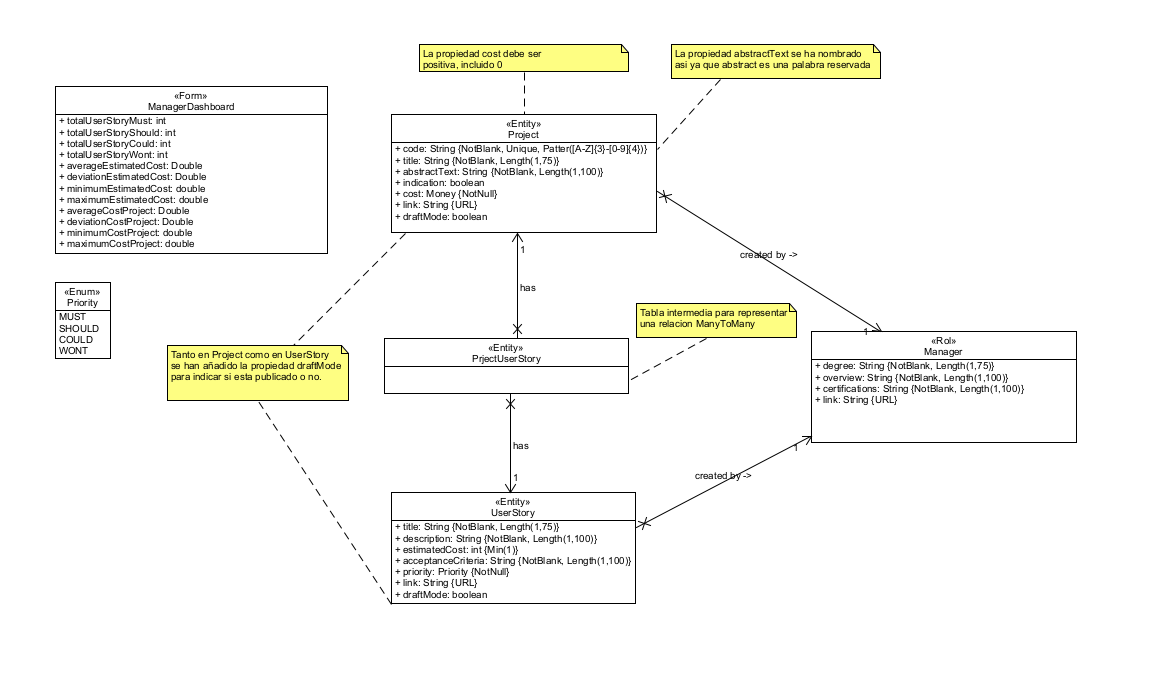 La propiedad cost debe ser
positiva, incluido 0
La propiedad abstractText se ha nombrado
asi ya que abstract es una palabra reservada
«Form»
ManagerDashboard
+ totalUserStoryMust: int
+ totalUserStoryShould: int
+ totalUserStoryCould: int
+ totalUserStoryWont: int
+ averageEstimatedCost: Double
+ deviationEstimatedCost: Double
+ minimumEstimatedCost: double
+ maximumEstimatedCost: double
+ averageCostProject: Double
+ deviationCostProject: Double
+ minimumCostProject: double
+ maximumCostProject: double
«Entity»
Project
+ code: String {NotBlank, Unique, Patter([A-Z]{3}-[0-9]{4})}
+ title: String {NotBlank, Length(1,75)}
+ abstractText: String {NotBlank, Length(1,100)}
+ indication: boolean
+ cost: Money {NotNull}
+ link: String {URL}
+ draftMode: boolean
1
has
created by ->
1
«Enum»
Priority
MUST
SHOULD
COULD
WONT
Tabla intermedia para representar
una relacion ManyToMany
Tanto en Project como en UserStory
se han añadido la propiedad draftMode
para indicar si esta publicado o no.
«Entity»
PrjectUserStory
«Rol»
Manager
+ degree: String {NotBlank, Length(1,75)}
+ overview: String {NotBlank, Length(1,100)}
+ certifications: String {NotBlank, Length(1,100)}
+ link: String {URL}
has
1
created by ->
1
«Entity»
UserStory
+ title: String {NotBlank, Length(1,75)}
+ description: String {NotBlank, Length(1,100)}
+ estimatedCost: int {Min(1)}
+ acceptanceCriteria: String {NotBlank, Length(1,100)}
+ priority: Priority {NotNull}
+ link: String {URL}
+ draftMode: boolean